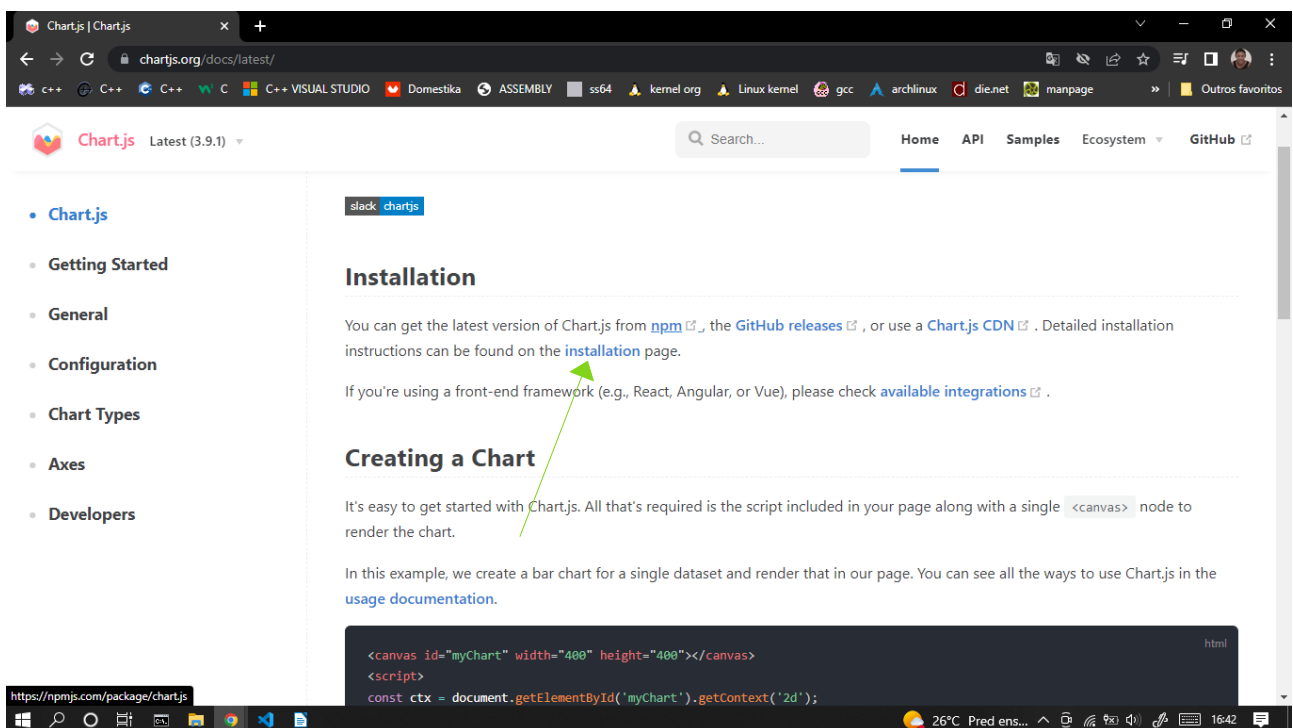 Chart.js | Chart.js
chartjs.org/docs/latest/
c++ C++ C++ C C++ VISUAL STUDIO Domestika ASSEMBLY ss64 kernel org Linux kernel gcc archlinux die.net manpage » Outros favoritos
Chart.js Latest (3.9.1) Search... Home API Samples Ecosystem GitHub
Chart.js
Getting Started
General
Configuration
Chart Types
Axes
Developers
slack chartjs
Installation
You can get the latest version of Chart.js from npm , the GitHub releases , or use a Chart.js CDN . Detailed installation
instructions can be found on the installation page.
If you're using a front-end framework (e.g., React, Angular, or Vue), please check available integrations .
Creating a Chart
It's easy to get started with Chart.js. All that's required is the script included in your page along with a single <canvas> node to
render the chart.
In this example, we create a bar chart for a single dataset and render that in our page. You can see all the ways to use Chart.js in the
usage documentation.
html
<canvas id="myChart" width="400" height="400"></canvas>
<script>
const ctx = document.getElementById('myChart').getContext('2d');
https://npmjs.com/package/chart.js
26°C Pred ens... 16:42